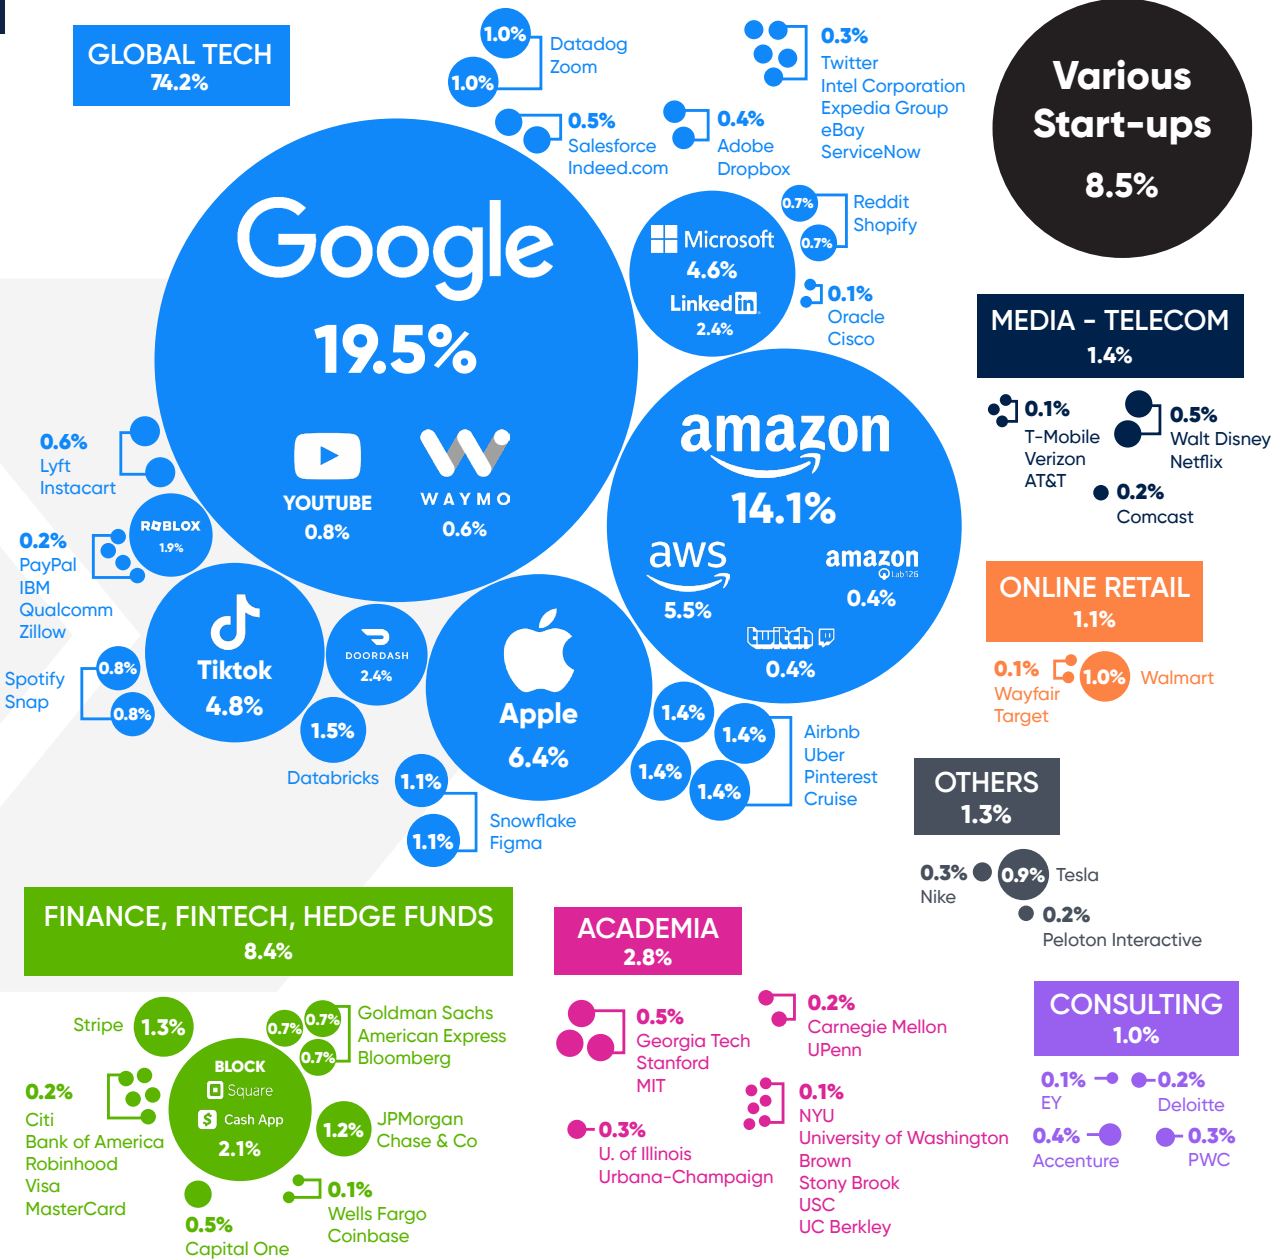 GLOBAL TECH
74.2%
1.0%
1.0%
Datadog
Zoom
0.5%
Salesforce
Indeed.com
0.4%
Adobe
Dropbox
0.3%
Twitter
Intel Corporation
Expedia Group
eBay
ServiceNow
Various
Start-ups
8.5%
Google
19.5%
YOUTUBE
0.8%
WAYMO
0.6%
Microsoft
4.6%
Linkedin
2.4%
0.7%
0.7%
Reddit
Shopify
0.1%
Oracle
Cisco
amazon
14.1%
aws
5.5%
amazon
Lab126
0.4%
twitch
0.4%
0.6%
Lyft
Instacart
ROBLOX
1.9%
0.2%
PayPal
IBM
Qualcomm
Zillow
Spotify
Snap
0.8%
0.8%
Tiktok
4.8%
DOORDASH
2.4%
1.5%
Databricks
Apple
6.4%
1.1%
1.1%
Snowflake
Figma
1.4%
1.4%
1.4%
1.4%
Airbnb
Uber
Pinterest
Cruise
MEDIA - TELECOM
1.4%
0.1%
T-Mobile
Verizon
AT&T
0.5%
Walt Disney
Netflix
0.2%
Comcast
ONLINE RETAIL
1.1%
0.1%
Wayfair
Target
1.0%
Walmart
OTHERS
1.3%
0.3%
Nike
0.9%
Tesla
0.2%
Peloton Interactive
FINANCE, FINTECH, HEDGE FUNDS
8.4%
Stripe
1.3%
0.7%
0.7%
0.7%
Goldman Sachs
American Express
Bloomberg
0.2%
Citi
Bank of America
Robinhood
Visa
MasterCard
BLOCK
Square
$ Cash App
2.1%
1.2%
JPMorgan
Chase & Co
0.5%
Capital One
0.1%
Wells Fargo
Coinbase
ACADEMIA
2.8%
0.5%
Georgia Tech
Stanford
MIT
0.2%
Carnegie Mellon
UPenn
0.3%
U. of Illinois
Urbana-Champaign
0.1%
NYU
University of Washington
Brown
Stony Brook
USC
UC Berkley
CONSULTING
1.0%
0.1%
EY
0.2%
Deloitte
0.4%
Accenture
0.3%
PWC